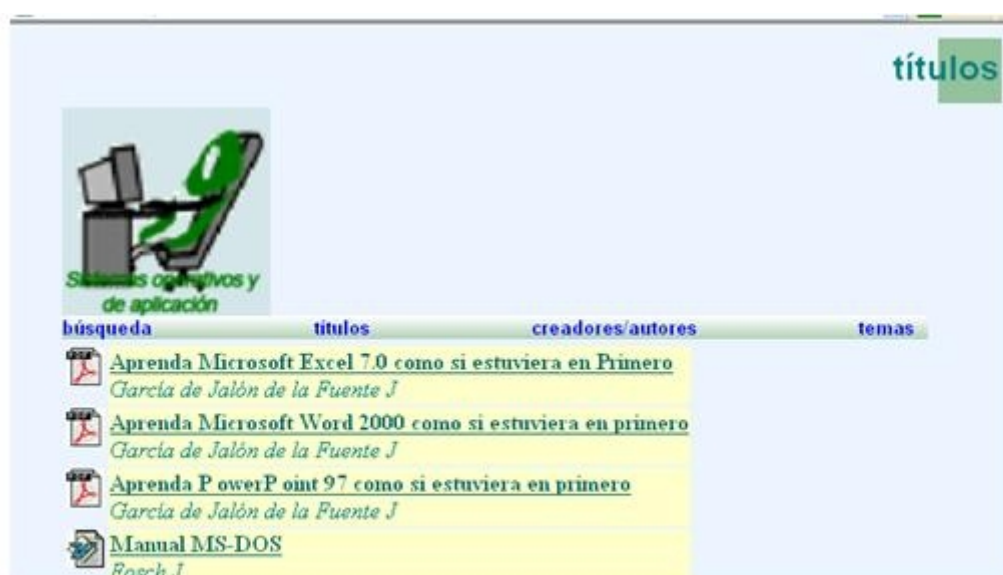 títulos
Sistemas operativos y
de aplicación
búsqueda títulos creadores/autores temas
Aprenda Microsoft Excel 7.0 como si estuviera en Primero
García de Jalón de la Fuente J
Aprenda Microsoft Word 2000 como si estuviera en primero
García de Jalón de la Fuente J
Aprenda P owerP oint 97 como si estuviera en primero
García de Jalón de la Fuente J
Manual MS-DOS
Rosch J